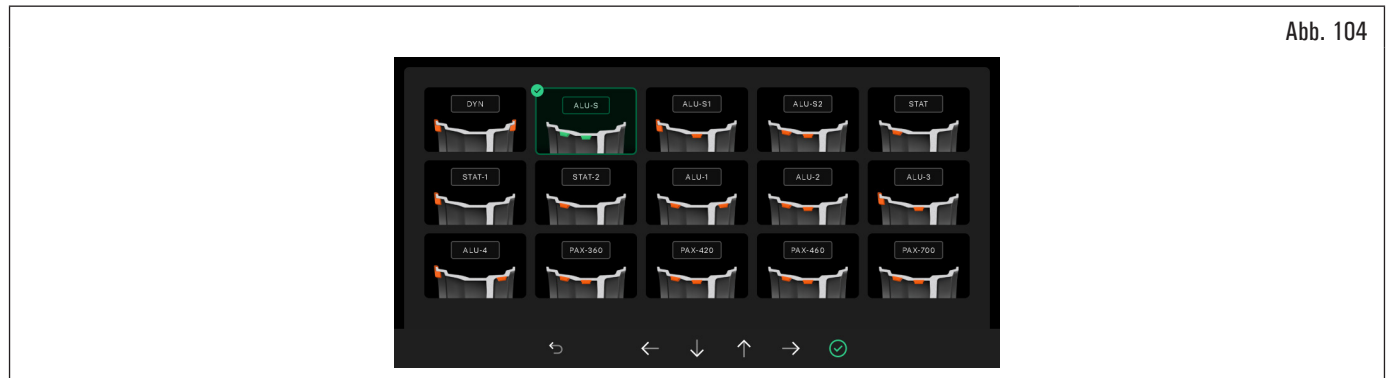 Abb. 104
DYN
ALU-S
ALU-S1
ALU-S2
STAT
STAT-1
STAT-2
ALU-1
ALU-2
ALU-3
ALU-4
PAX-360
PAX-420
PAX-460
PAX-700